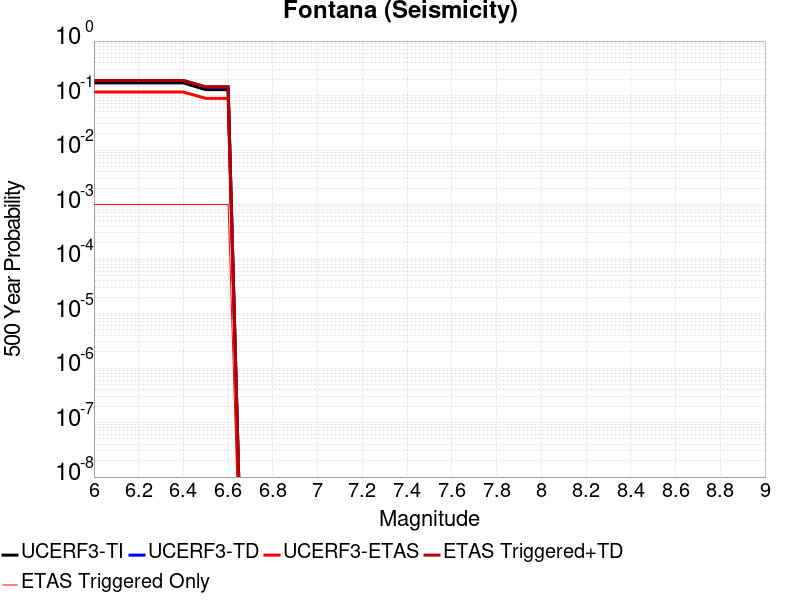 Fontana (Seismicity)
10^0
10^-1
10^-2
10^-3
10^-4
10^-5
10^-6
10^-7
10^-8
500 Year Probability
6 6.2 6.4 6.6 6.8 7 7.2 7.4 7.6 7.8 8 8.2 8.4 8.6 8.8 9
Magnitude
UCERF3-TI UCERF3-TD UCERF3-ETAS ETAS Triggered+TD
ETAS Triggered Only